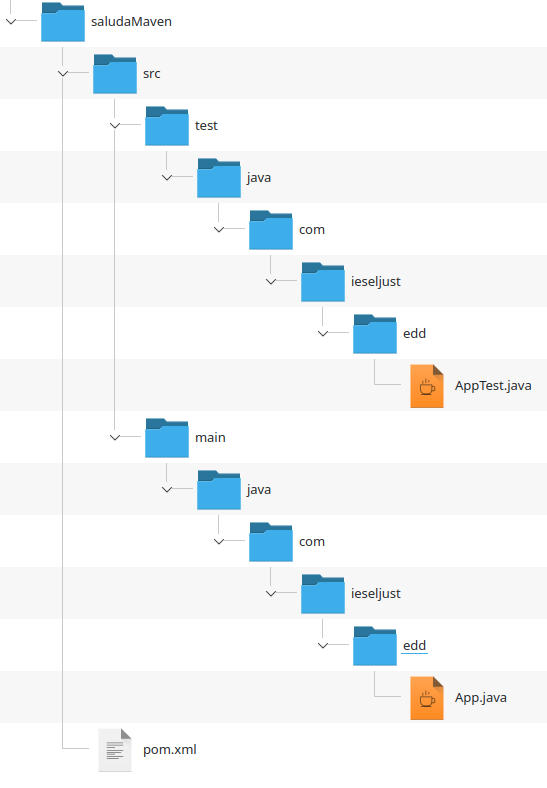 saludaMaven
src
test
java
com
ieseljust
edd
AppTest.java
main
java
com
ieseljust
edd
App.java
pom.xml